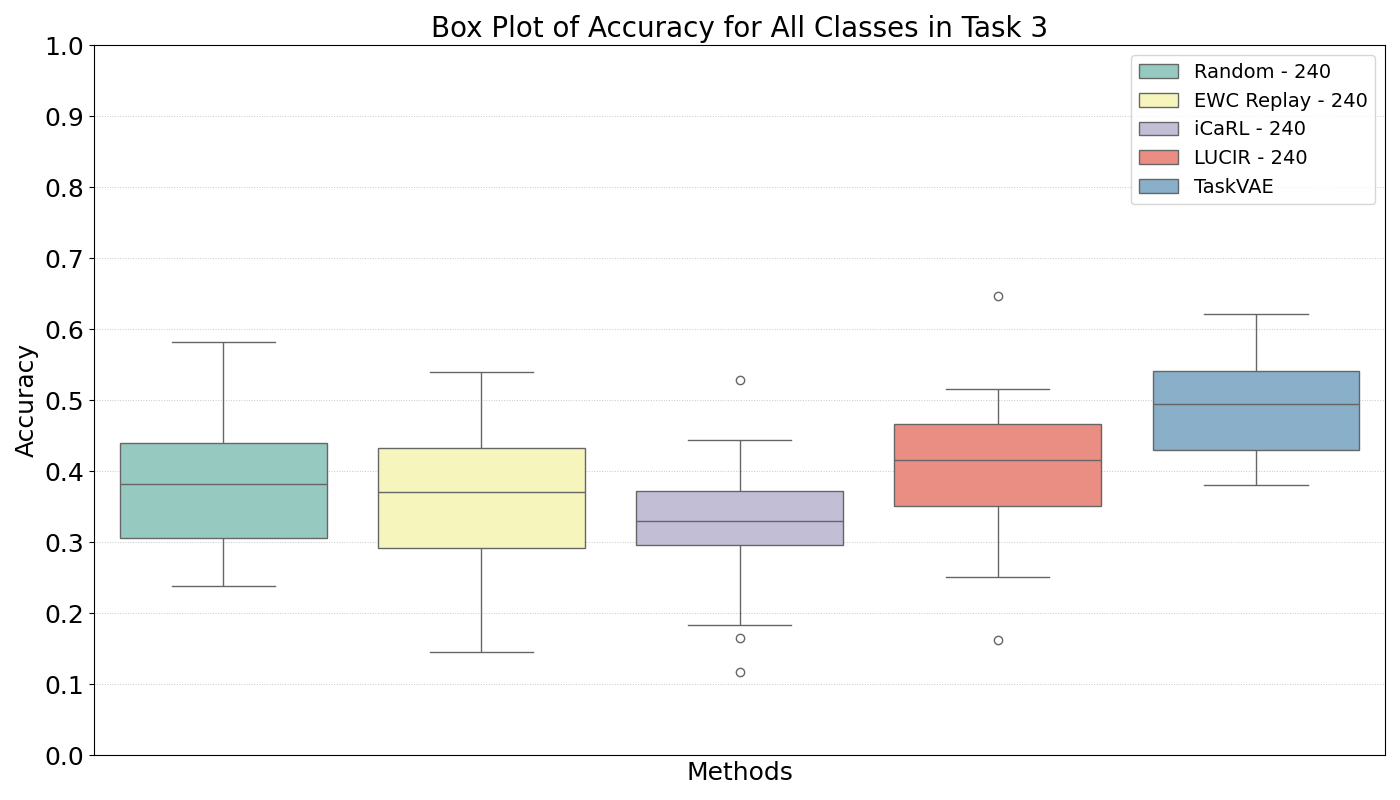 Box Plot of Accuracy for All Classes in Task 3
1.0
0.9
0.8
0.7
0.6
0.5
0.4
0.3
0.2
0.1
0.0
Accuracy
Methods
Random - 240
EWC Replay - 240
iCaRL - 240
LUCIR - 240
TaskVAE